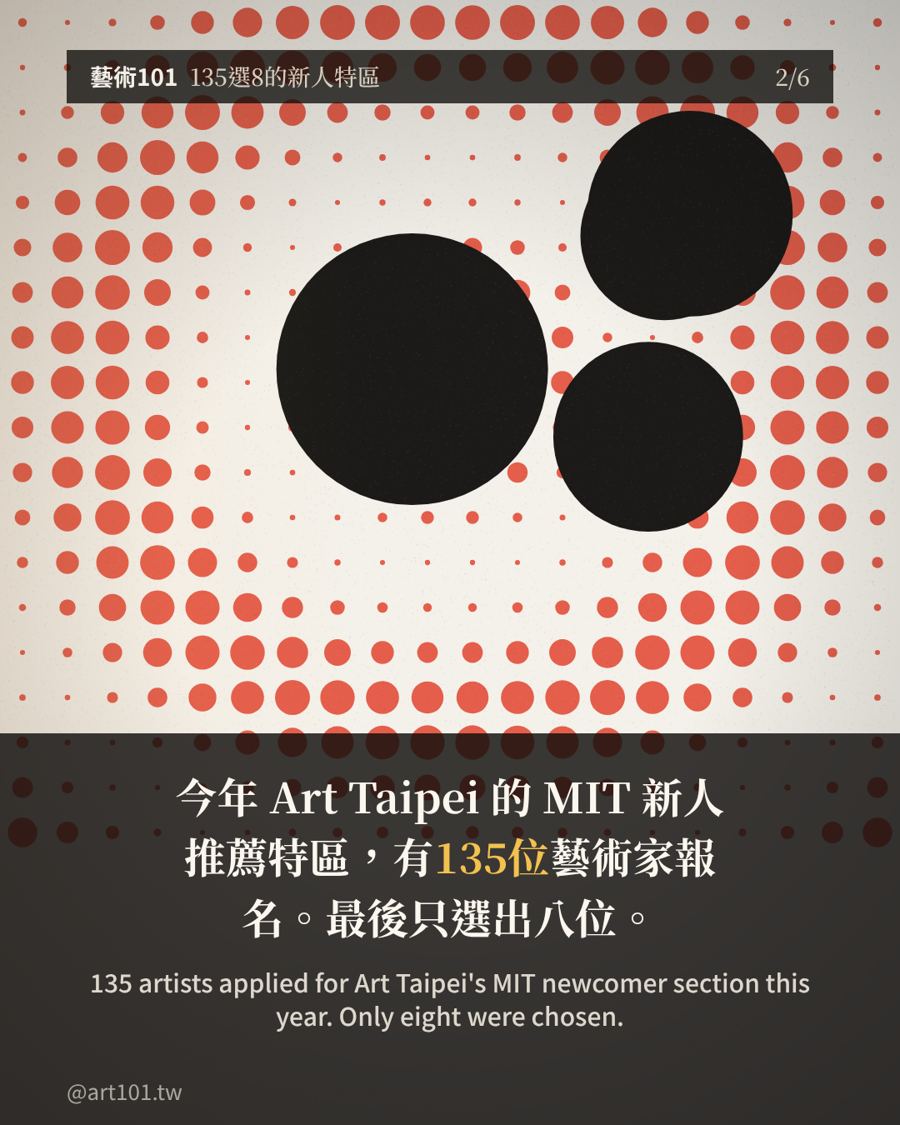 藝術101 135選8的新人特區 2/6
今年 Art Taipei 的 MIT 新人
推薦特區，有135位藝術家報
名。最後只選出八位。
135 artists applied for Art Taipei's MIT newcomer section this
year. Only eight were chosen.
@art101.tw